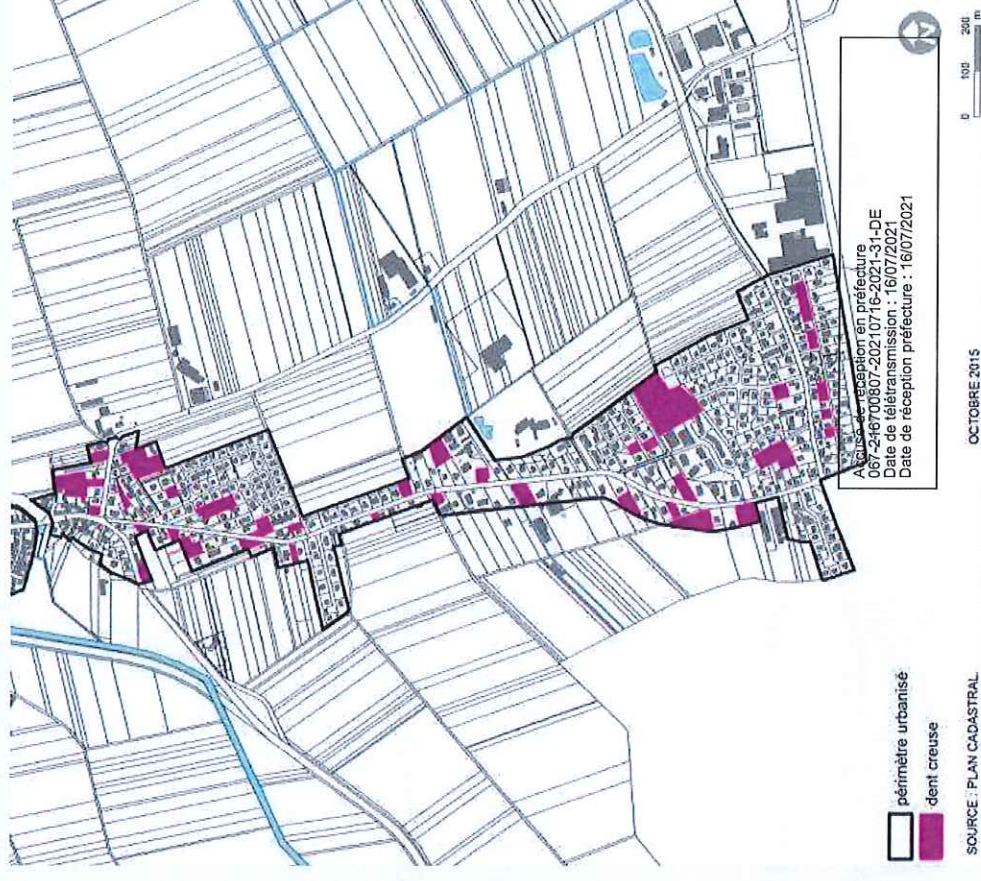 Accusé de réception en préfecture
067-216700807-20210716-2021-31-DE
Date de télétransmission : 16/07/2021
Date de réception préfecture : 16/07/2021
0 100 200 m
périmètre urbanisé
dent creuse
SOURCE : PLAN CADASTRAL
OCTOBRE 2015